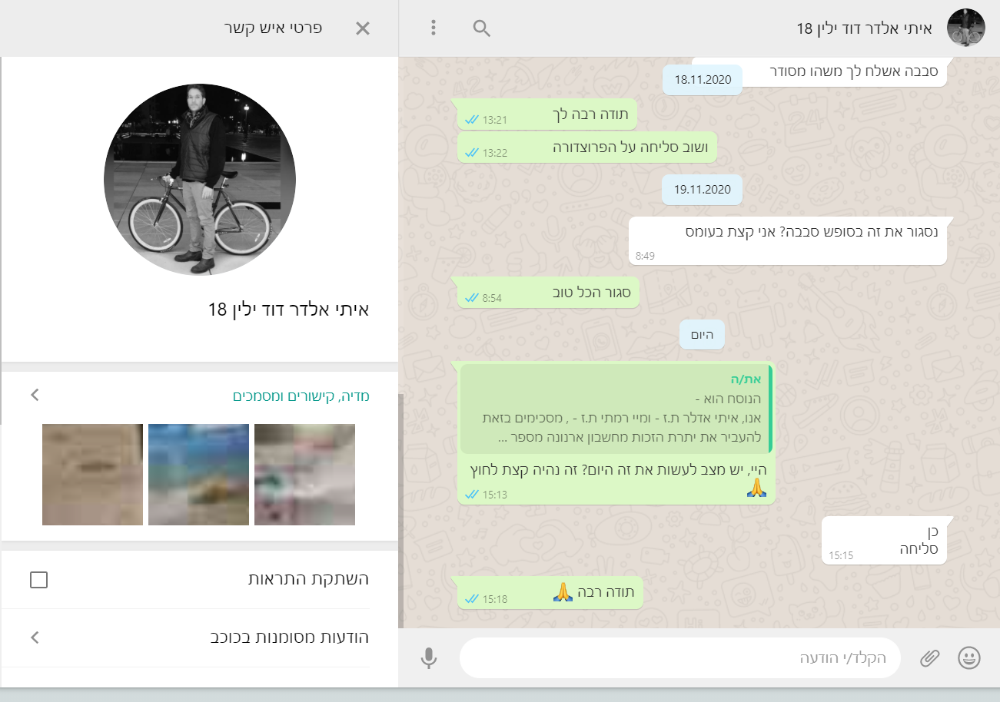 איתי אלדר דוד ילין 18
סבבה אשלח לך משהו מסודר
18.11.2020
תודה רבה לך
13:21
ושוב סליחה על הפרוצדורה
13:22
19.11.2020
נסגור את זה בסופש סבבה? אני קצת בעומס
8:49
סגור הכל טוב
8:54
היום
את/ה
הנוסח הוא -
אנו, איתי אדלר ת.ז - ומיי רמתי ת.ז - , מסכימים בזאת
להעביר את יתרת הזכות מחשבון ארנונה מספר ...
היי, יש מצב לעשות את זה היום? זה נהיה קצת לחוץ
🙏
15:13
כן
סליחה
15:15
תודה רבה 🙏
15:18
הקלד/י הודעה
פרטי איש קשר
איתי אלדר דוד ילין 18
מדיה, קישורים ומסמכים
השתקת התראות
הודעות מסומנות בכוכב